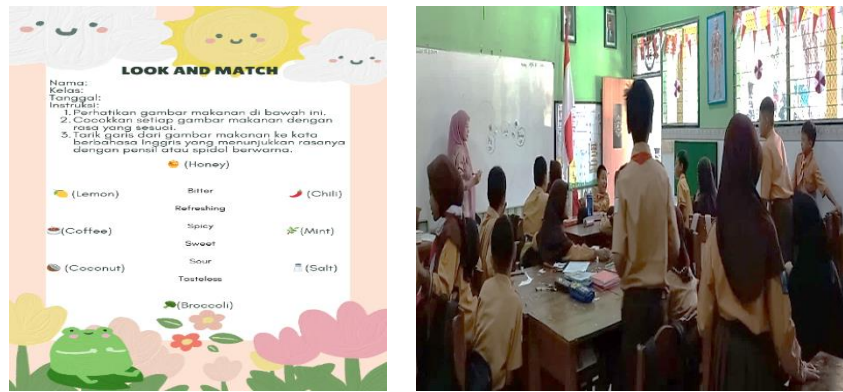 LOOK AND MATCH
Nama:
Kelas:
Tanggal:
Instruksi:
1. Perhatikan gambar makanan di bawah ini.
2. Cocokkan setiap gambar makanan dengan
rasa yang sesuai.
3. Tarik garis dari gambar makanan ke kata
berbahasa Inggris yang menunjukkan rasanya
dengan pensil atau spidol berwarna.
(Honey)
(Lemon)
Bitter
(Chili)
Refreshing
(Coffee)
Spicy
(Mint)
Sweet
(Coconut)
Sour
(Salt)
Tasteless
(Broccoli)